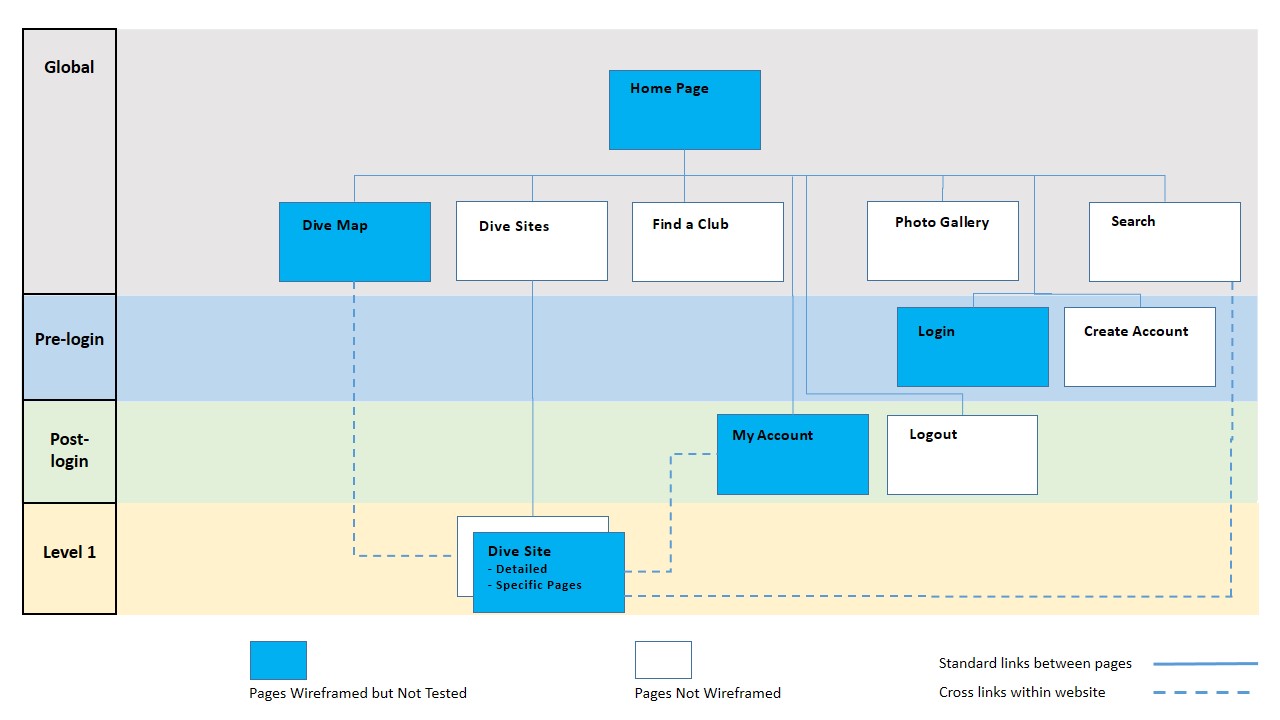 Global
Home Page
Dive Map
Dive Sites
Find a Club
Photo Gallery
Search
Pre-login
Login
Create Account
Post-
login
My Account
Logout
Level 1
Dive Site
- Detailed
- Specific Pages
Pages Wireframed but Not Tested
Pages Not Wireframed
Standard links between pages
Cross links within website